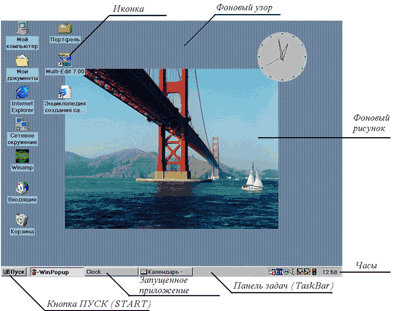 Иконка
Фоновый узор
Мой
компьютер
Портфель
Мои
документы
Multi-Edit 7.00
Internet
Explorer
Энциклопедия
создания са...
Сетевое
окружение
Winamp
Входящие
Корзина
Фоновый
рисунок
Часы
Пуск
WinPopup
Clock
Календарь - ...
12:58
Запущенное
приложение
Панель задач (TaskBar)
Кнопка ПУСК (START)